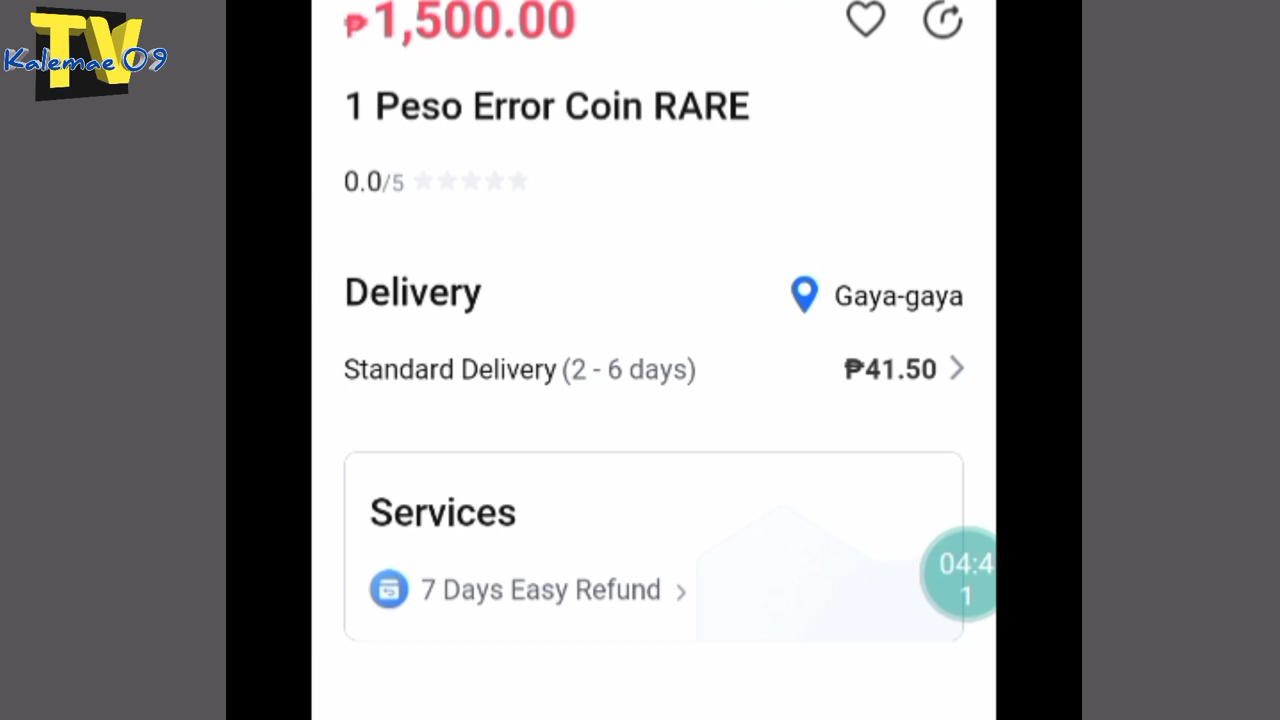 TV
Kalemae 09
₱1,500.00
1 Peso Error Coin RARE
0.0/5
Delivery
Gaya-gaya
Standard Delivery (2 - 6 days)
₱41.50
Services
7 Days Easy Refund
04:4
1